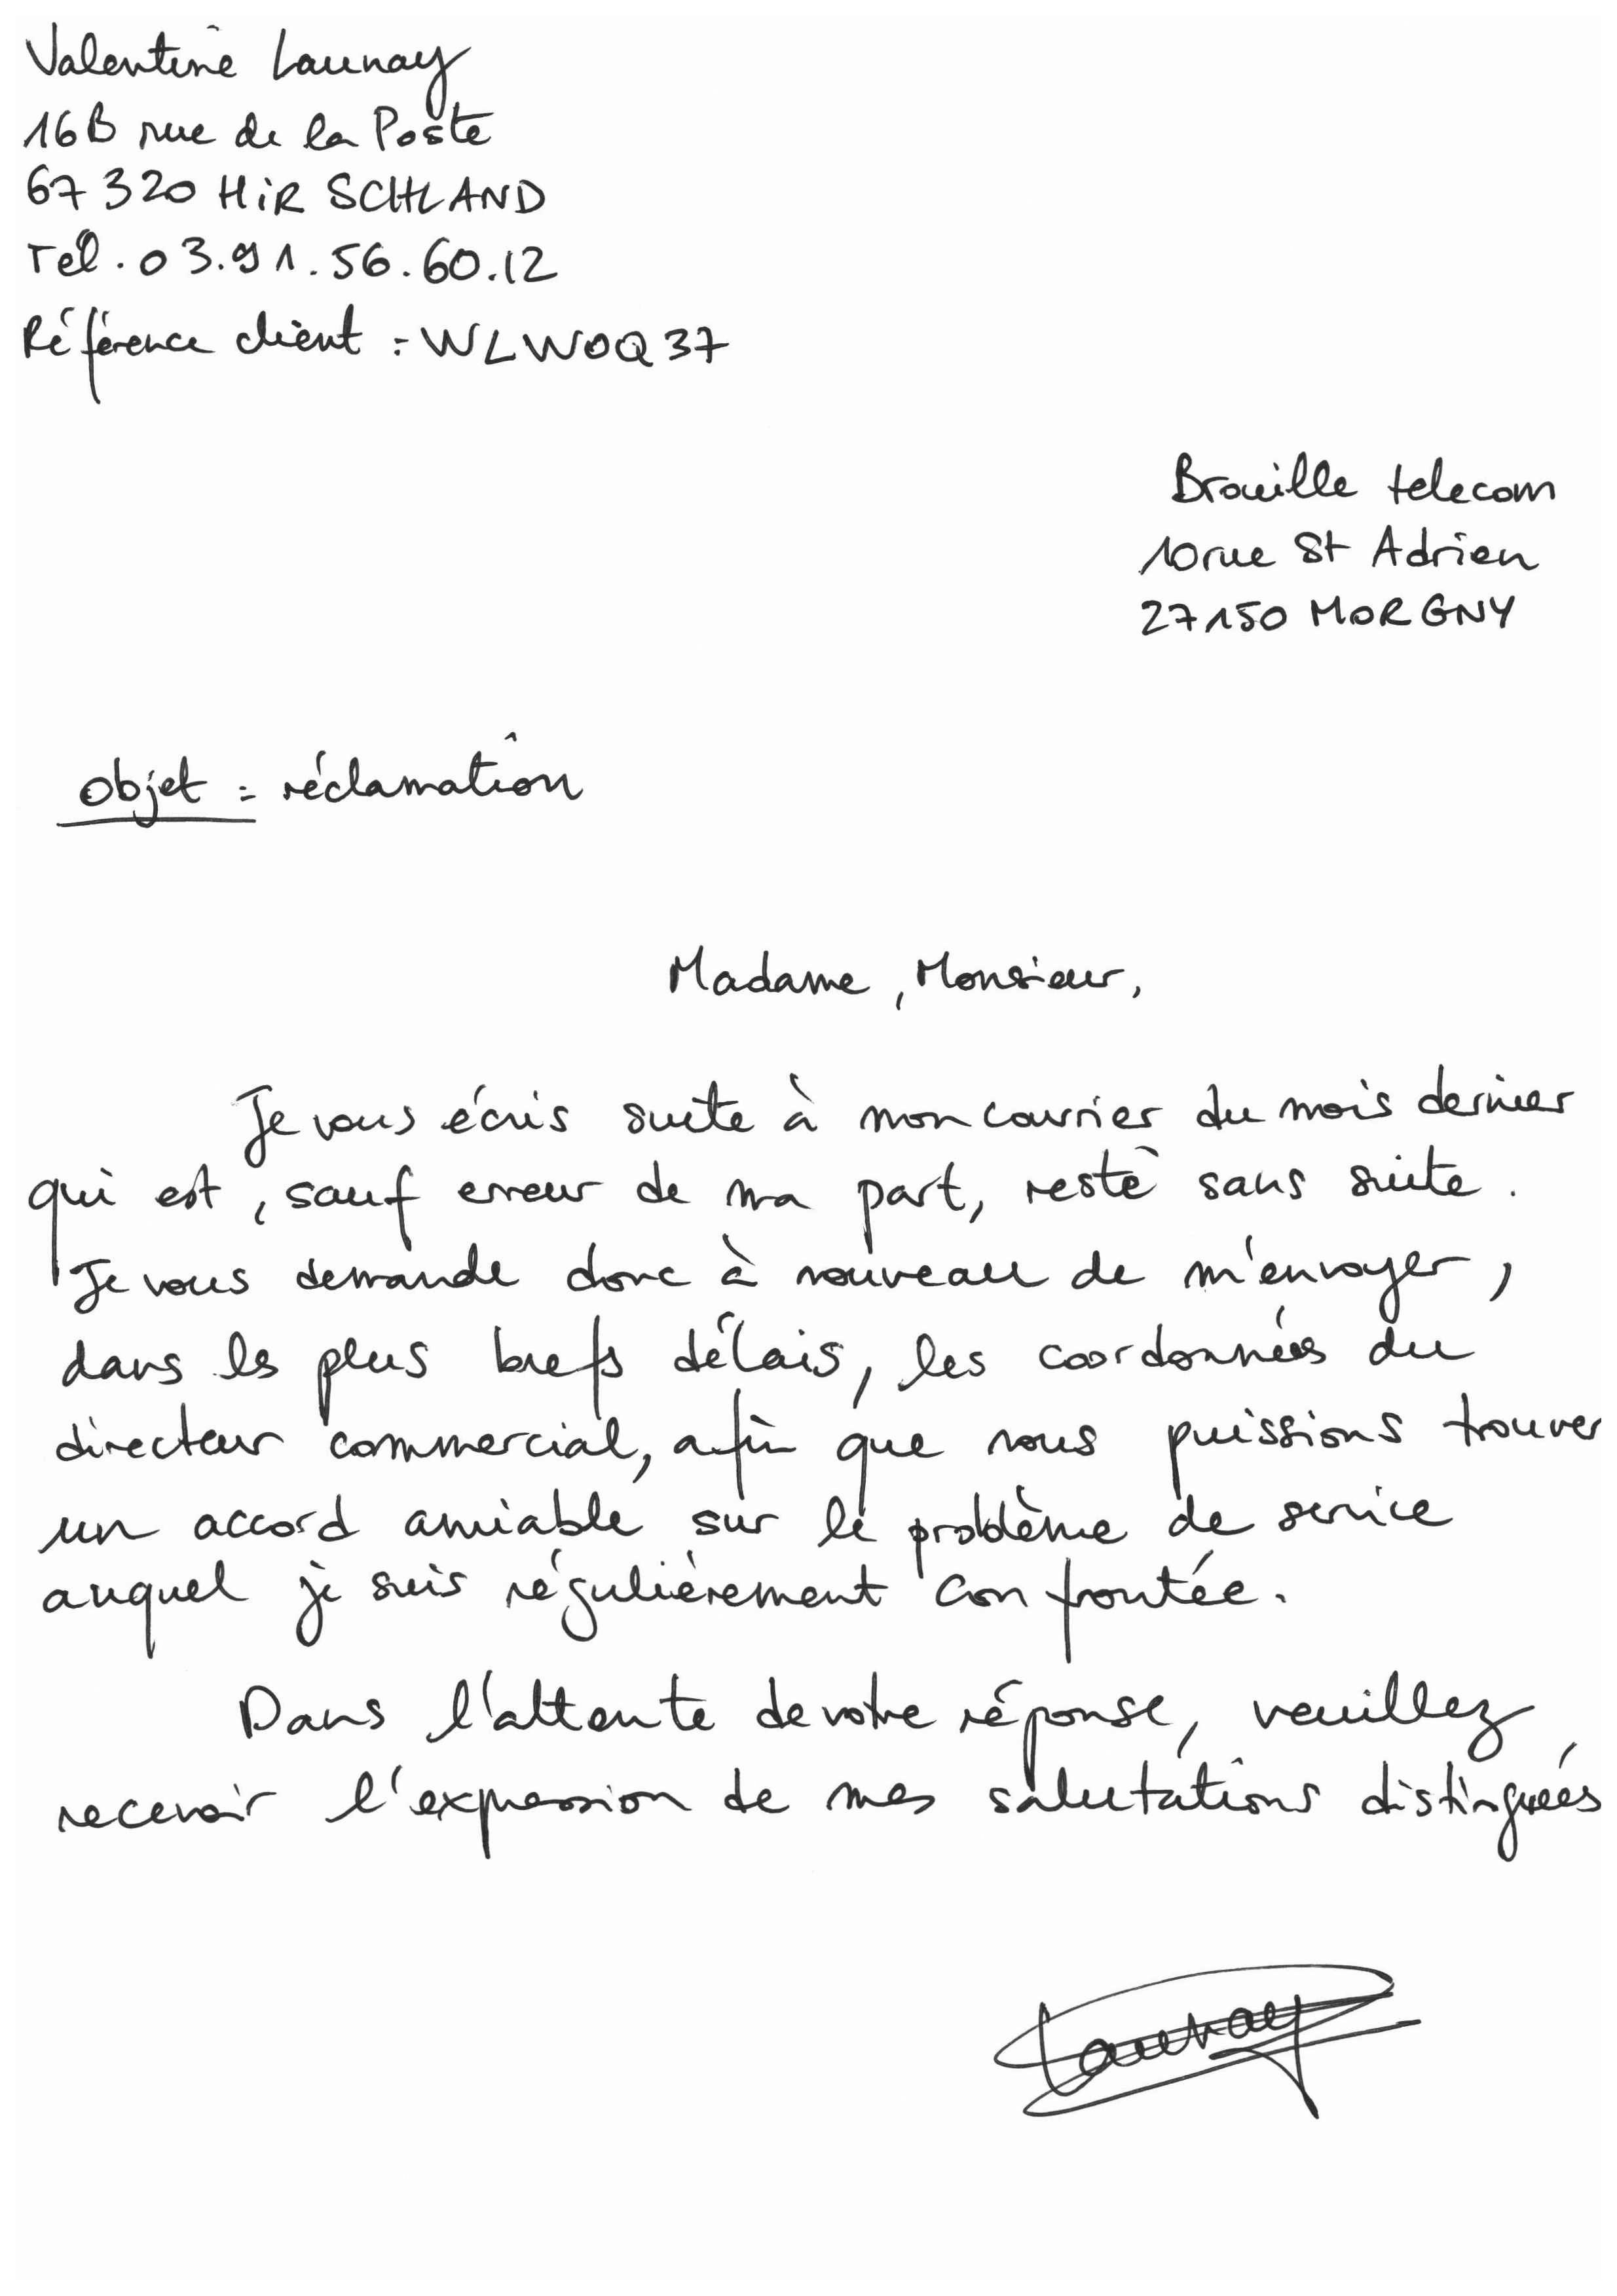 Valentine Launay
16B rue de la Poste
67320 HIRSCHLAND
Tel. 03.91.56.60.12
Référence client : WLWOQ37
Brouille telecom
10 rue St Adrien
27150 MORGNY
Objet : réclamation
Madame, Monsieur,
Je vous écris suite à mon courrier du mois dernier
qui est, sauf erreur de ma part, resté sans suite.
Je vous demande donc à nouveau de m'envoyer,
dans les plus brefs délais, les coordonnées du
directeur commercial, afin que nous puissions trouver
un accord amiable sur le problème de service
auquel je suis régulièrement confrontée.
Dans l'attente de votre réponse, veuillez
recevoir l'expression de mes salutations distinguées
Launay